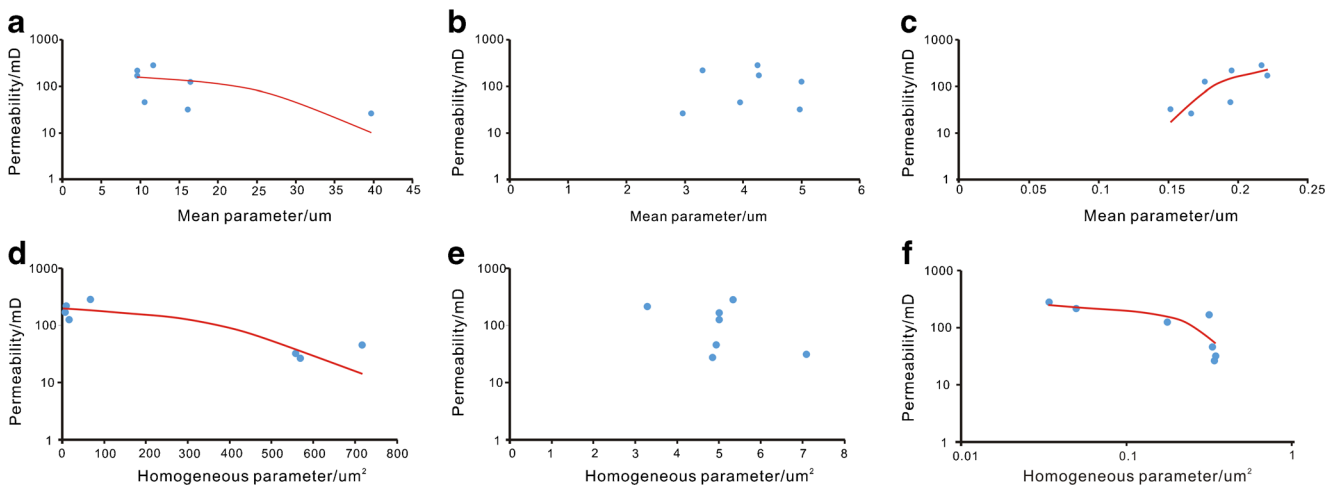 a
Permeability/mD
1000
100
10
1
0 5 10 15 20 25 30 35 40 45
Mean parameter/um
b
Permeability/mD
1000
100
10
1
0 1 2 3 4 5 6
Mean parameter/um
c
Permeability/mD
1000
100
10
1
0 0.05 0.1 0.15 0.2 0.25
Mean parameter/um
d
Permeability/mD
1000
100
10
1
0 100 200 300 400 500 600 700 800
Homogeneous parameter/um²
e
Permeability/mD
1000
100
10
1
0 1 2 3 4 5 6 7 8
Homogeneous parameter/um²
f
Permeability/mD
1000
100
10
1
0.01 0.1 1
Homogeneous parameter/um²